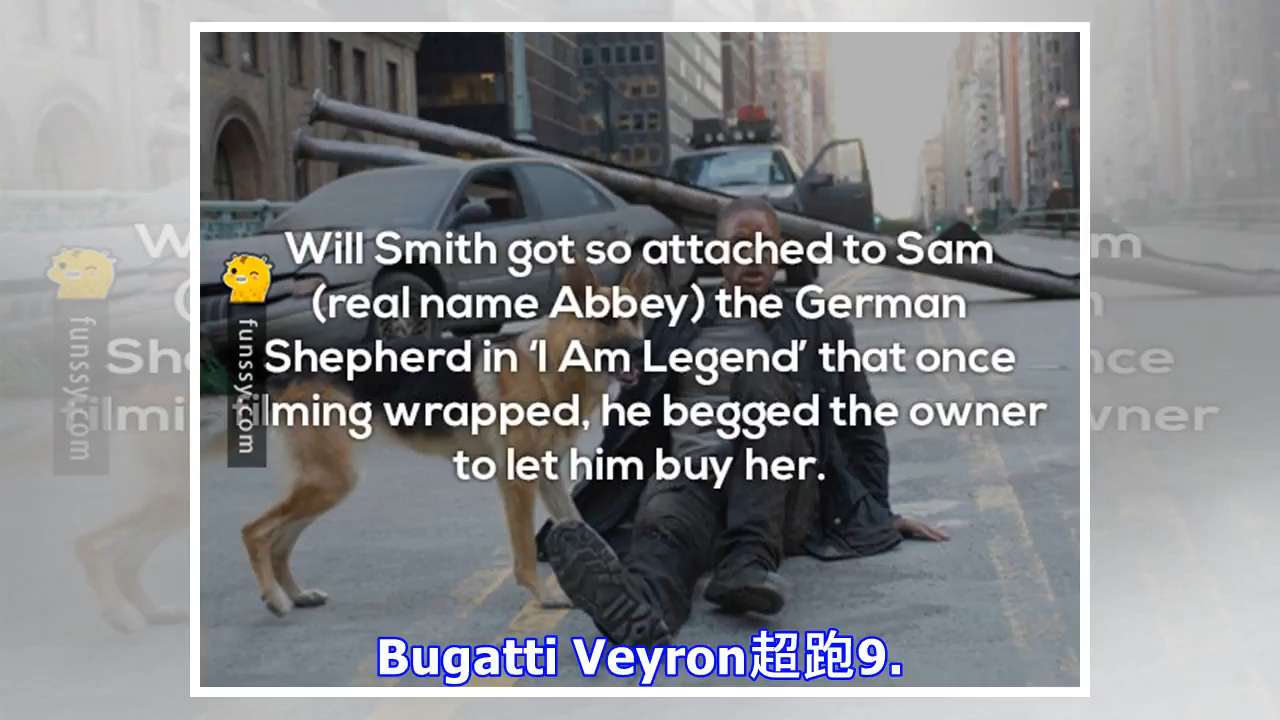 Will Smith got so attached to Sam
(real name Abbey) the German
Shepherd in 'I Am Legend' that once
filming wrapped, he begged the owner
to let him buy her.
funssy.com
Bugatti Veyron超跑9.